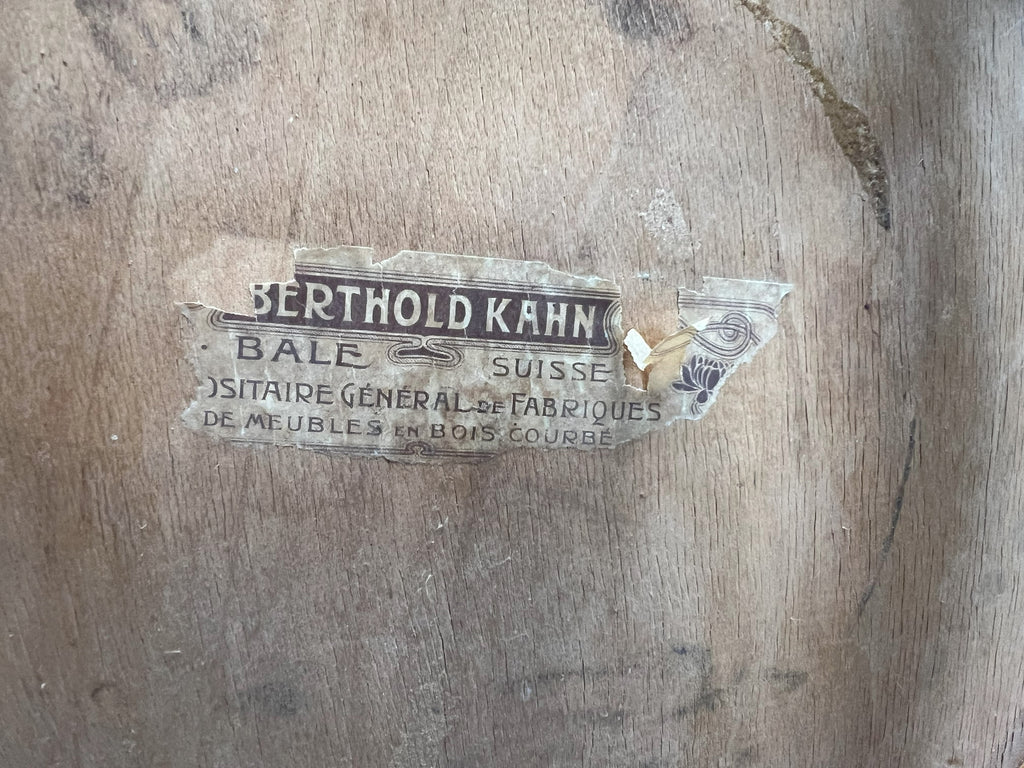 BERTHOLD KAHN
BALE SUISSE
OSITAIRE GÉNÉRAL DE FABRIQUES
DE MEUBLES EN BOIS COURBÉ